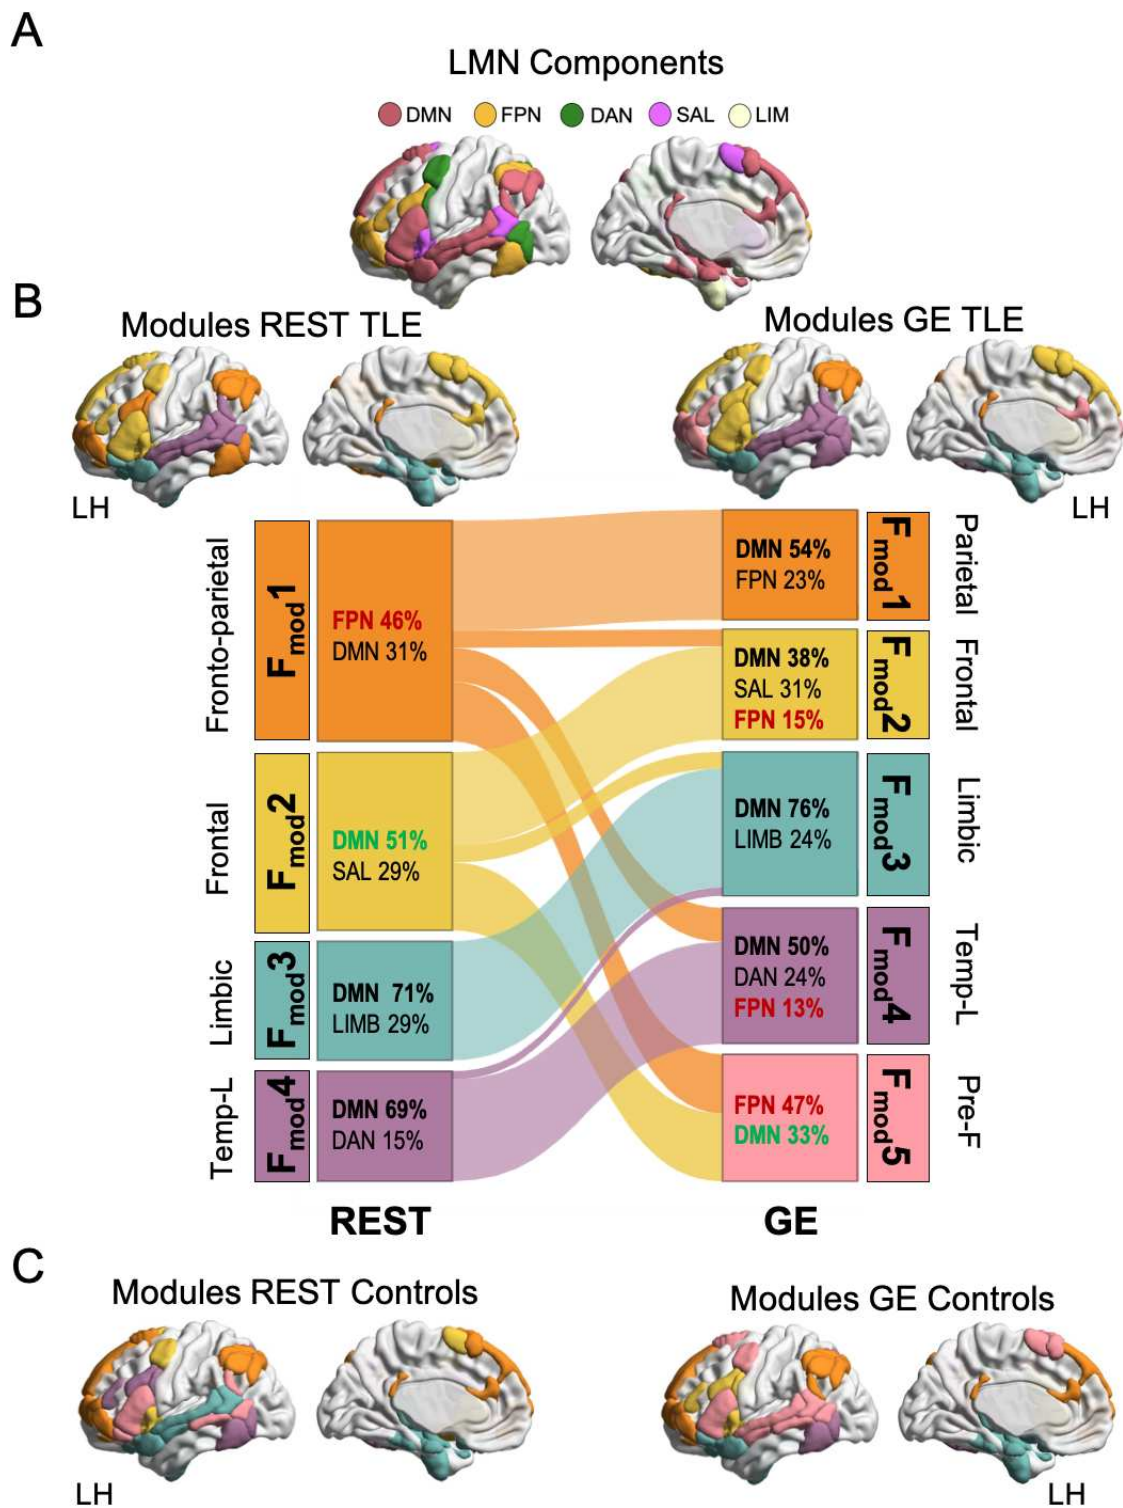 A
LMN Components
DMN FPN DAN SAL LIM
B
Modules REST TLE
Modules GE TLE
LH
LH
Fronto-parietal
Fmod1
FPN 46%
DMN 31%
Frontal
Fmod2
DMN 51%
SAL 29%
Limbic
Fmod3
DMN 71%
LIMB 29%
Temp-L
Fmod4
DMN 69%
DAN 15%
REST
DMN 54%
FPN 23%
Fmod1
Parietal
DMN 38%
SAL 31%
FPN 15%
Fmod2
Frontal
DMN 76%
LIMB 24%
Fmod3
Limbic
DMN 50%
DAN 24%
FPN 13%
Fmod4
Temp-L
FPN 47%
DMN 33%
Fmod5
Pre-F
GE
C
Modules REST Controls
Modules GE Controls
LH
LH